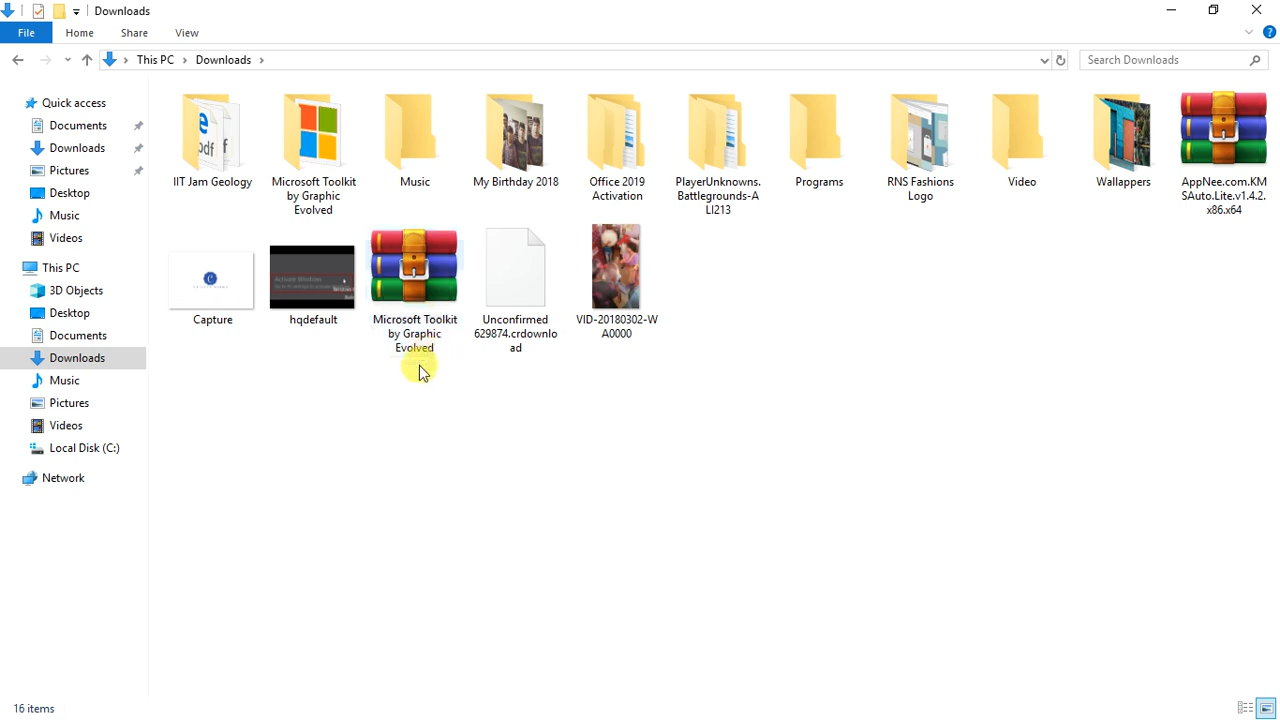 Downloads
File Home Share View
This PC Downloads
Search Downloads
Quick access
Documents
Downloads
Pictures
Desktop
Music
Videos
This PC
3D Objects
Desktop
Documents
Downloads
Music
Pictures
Videos
Local Disk (C:)
Network
IIT Jam Geology
Microsoft Toolkit
by Graphic
Evolved
Music
My Birthday 2018
Office 2019
Activation
PlayerUnknowns.
Battlegrounds-A
LI213
Programs
RNS Fashions
Logo
Video
Wallappers
AppNee.com.KM
SAuto.Lite.v1.4.2.
x86.x64
Capture
hqdefault
Microsoft Toolkit
by Graphic
Evolved
Unconfirmed
629874.crdownlo
ad
VID-20180302-W
A0000
16 items